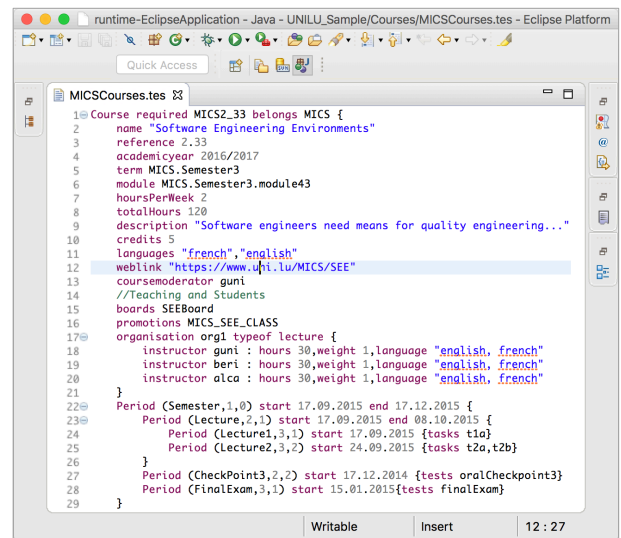 runtime-EclipseApplication - Java - UNILU_Sample/Courses/MICSCourses.tes - Eclipse Platform
Quick Access
MICSCourses.tes
1 Course required MICS2_33 belongs MICS {
2 name "Software Engineering Environments"
3 reference 2.33
4 academicyear 2016/2017
5 term MICS.Semester3
6 module MICS.Semester3.module43
7 hoursPerWeek 2
8 totalHours 120
9 description "Software engineers need means for quality engineering..."
10 credits 5
11 languages "french","english"
12 weblink "https://www.uni.lu/MICS/SEE"
13 coursemoderator guni
14 //Teaching and Students
15 boards SEEBoard
16 promotions MICS_SEE_CLASS
17 organisation org1 typeof lecture {
18 instructor guni : hours 30,weight 1,language "english, french"
19 instructor beri : hours 30,weight 1,language "english, french"
20 instructor alca : hours 30,weight 1,language "english, french"
21 }
22 Period (Semester,1,0) start 17.09.2015 end 17.12.2015 {
23 Period (Lecture,2,1) start 17.09.2015 end 08.10.2015 {
24 Period (Lecture1,3,1) start 17.09.2015 {tasks t1a}
25 Period (Lecture2,3,2) start 24.09.2015 {tasks t2a,t2b}
26 }
27 Period (CheckPoint3,2,2) start 17.12.2014 {tests oralCheckpoint3}
28 Period (FinalExam,3,1) start 15.01.2015{tests finalExam}
29 }
Writable Insert 12 : 27